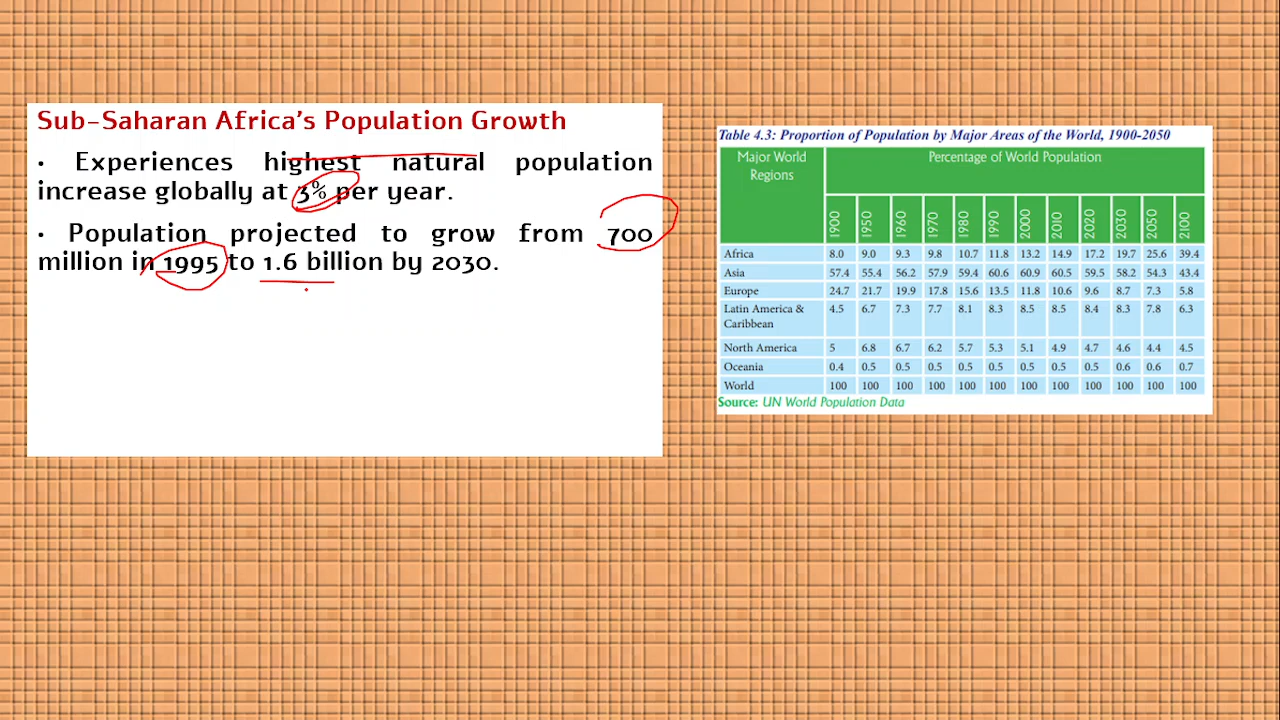 Sub-Saharan Africa's Population Growth
• Experiences highest natural population
increase globally at 3% per year.
• Population projected to grow from 700
million in 1995 to 1.6 billion by 2030.
Table 4.3: Proportion of Population by Major Areas of the World, 1900-2050
Major World Regions Percentage of World Population
1900 1950 1960 1970 1980 1990 2000 2010 2020 2030 2050 2100
Africa 8.0 9.0 9.3 9.8 10.7 11.8 13.2 14.9 17.2 19.7 25.6 39.4
Asia 57.4 55.4 56.2 57.9 59.4 60.6 60.9 60.5 59.5 58.2 54.3 43.4
Europe 24.7 21.7 19.9 17.8 15.6 13.5 11.8 10.6 9.6 8.7 7.3 5.8
Latin America & Caribbean 4.5 6.7 7.3 7.7 8.1 8.3 8.5 8.5 8.4 8.3 7.8 6.3
North America 5 6.8 6.7 6.2 5.7 5.3 5.1 4.9 4.7 4.6 4.4 4.5
Oceania 0.4 0.5 0.5 0.5 0.5 0.5 0.5 0.5 0.5 0.6 0.6 0.7
World 100 100 100 100 100 100 100 100 100 100 100 100
Source: UN World Population Data